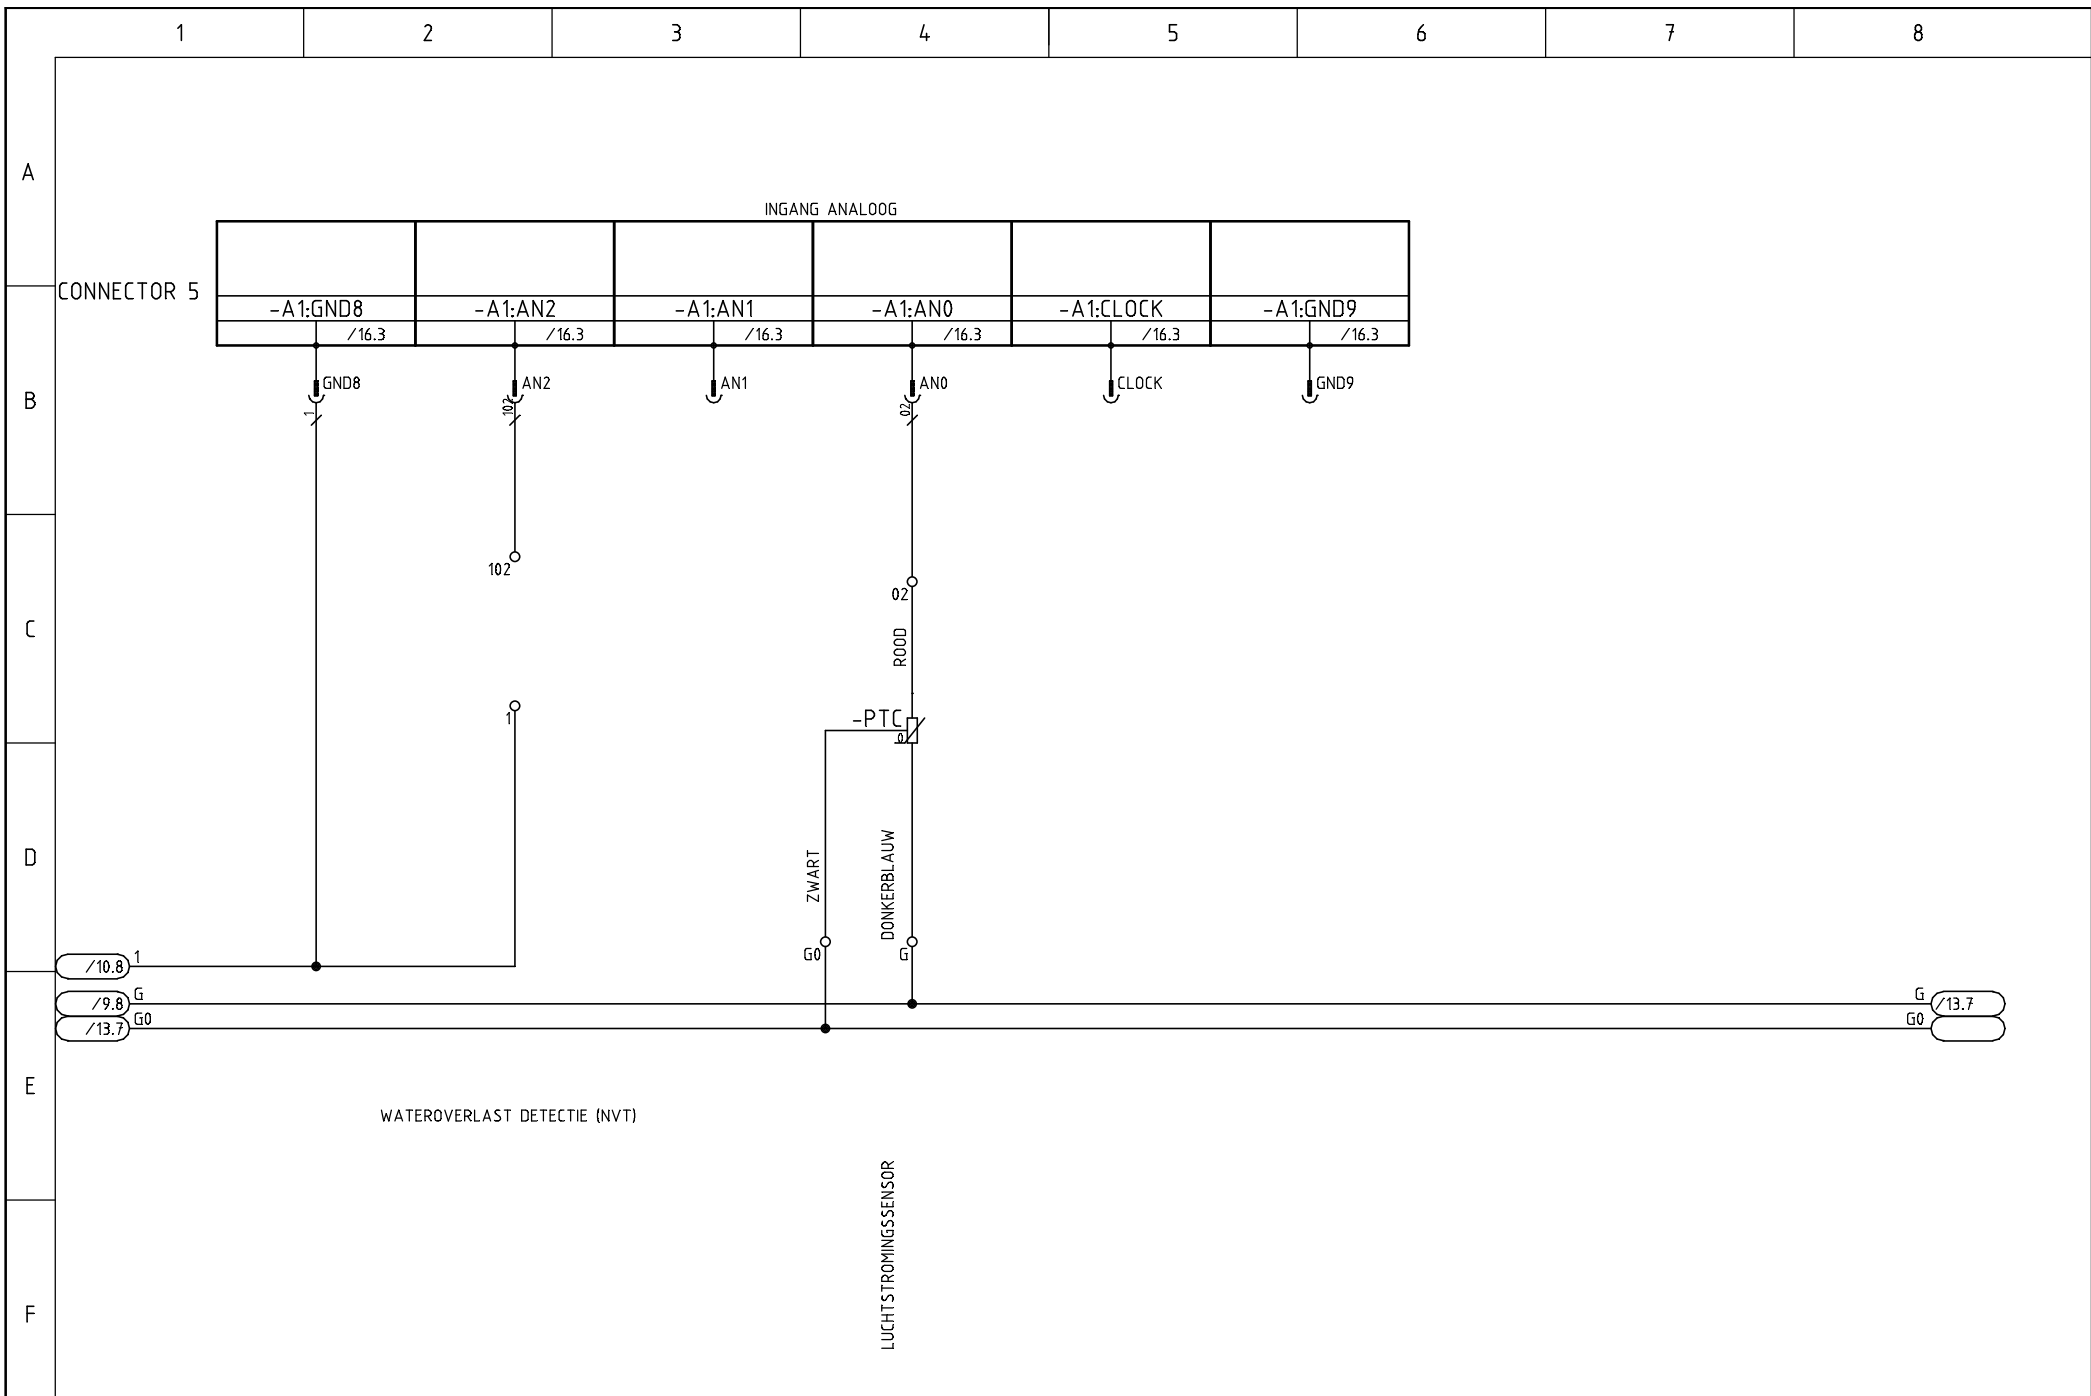 1 2 3 4 5 6 7 8
A
INGANG ANALOOG
CONNECTOR 5
-A1:GND8 -A1:AN2 -A1:AN1 -A1:AN0 -A1:CLOCK -A1:GND9
/16.3 /16.3 /16.3 /16.3 /16.3 /16.3
GND8 AN2 AN1 AN0 CLOCK GND9
B
1 102 02
C
102
02
ROOD
1
-PTC
0
D
ZWART
DONKERBLAUW
G0 G
/10.8 1
/9.8 G G /13.7
/13.7 G0 G0
E
WATEROVERLAST DETECTIE (NVT)
LUCHTSTROMINGSSENSOR
F